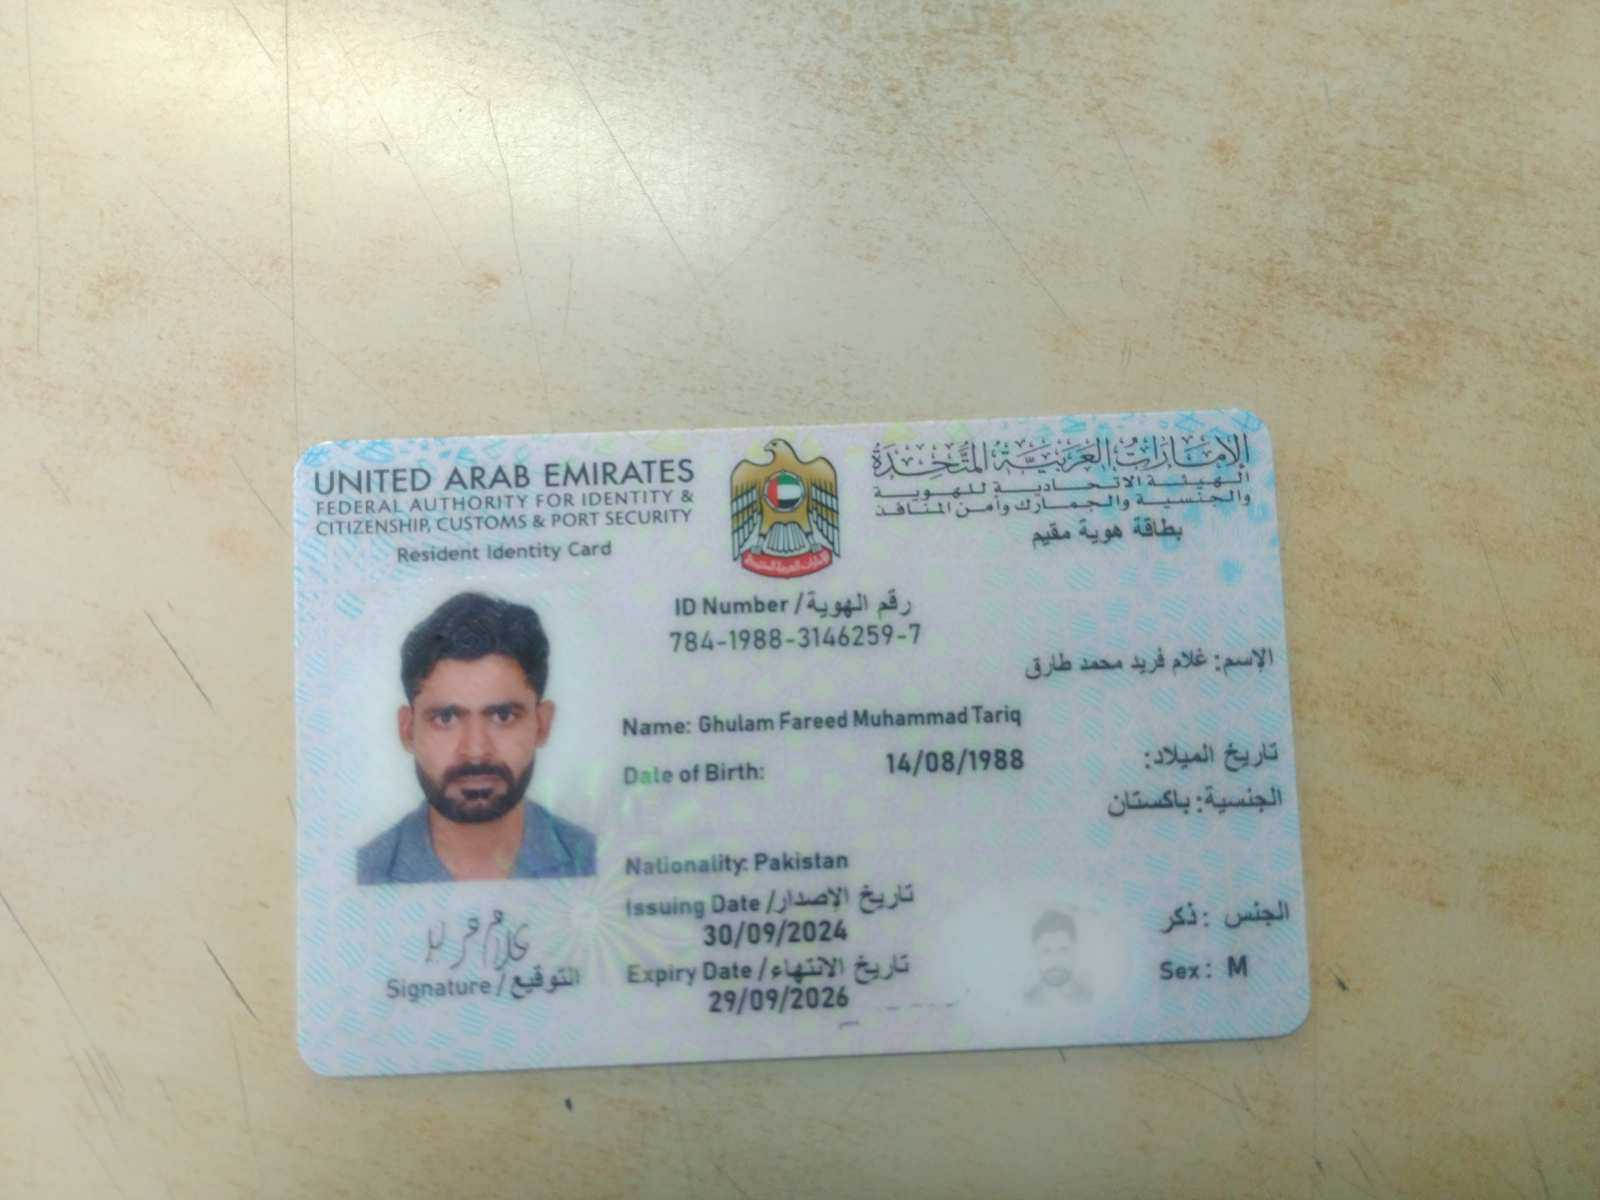 UNITED ARAB EMIRATES
FEDERAL AUTHORITY FOR IDENTITY &
CITIZENSHIP, CUSTOMS & PORT SECURITY
Resident Identity Card
الإمارات العربية المتحدة
الهيئة الاتحادية للهوية
والجنسية والجمارك وأمن المنافذ
بطاقة هوية مقيم
ID Number / رقم الهوية
784-1988-3146259-7
الإسم: غلام فريد محمد طارق
Name: Ghulam Fareed Muhammad Tariq
Date of Birth: 14/08/1988 تاريخ الميلاد:
الجنسية: باكستان
Nationality: Pakistan
Issuing Date / تاريخ الإصدار
30/09/2024
Expiry Date / تاريخ الانتهاء
29/09/2026
الجنس : ذكر
Sex: M
Signature / التوقيع